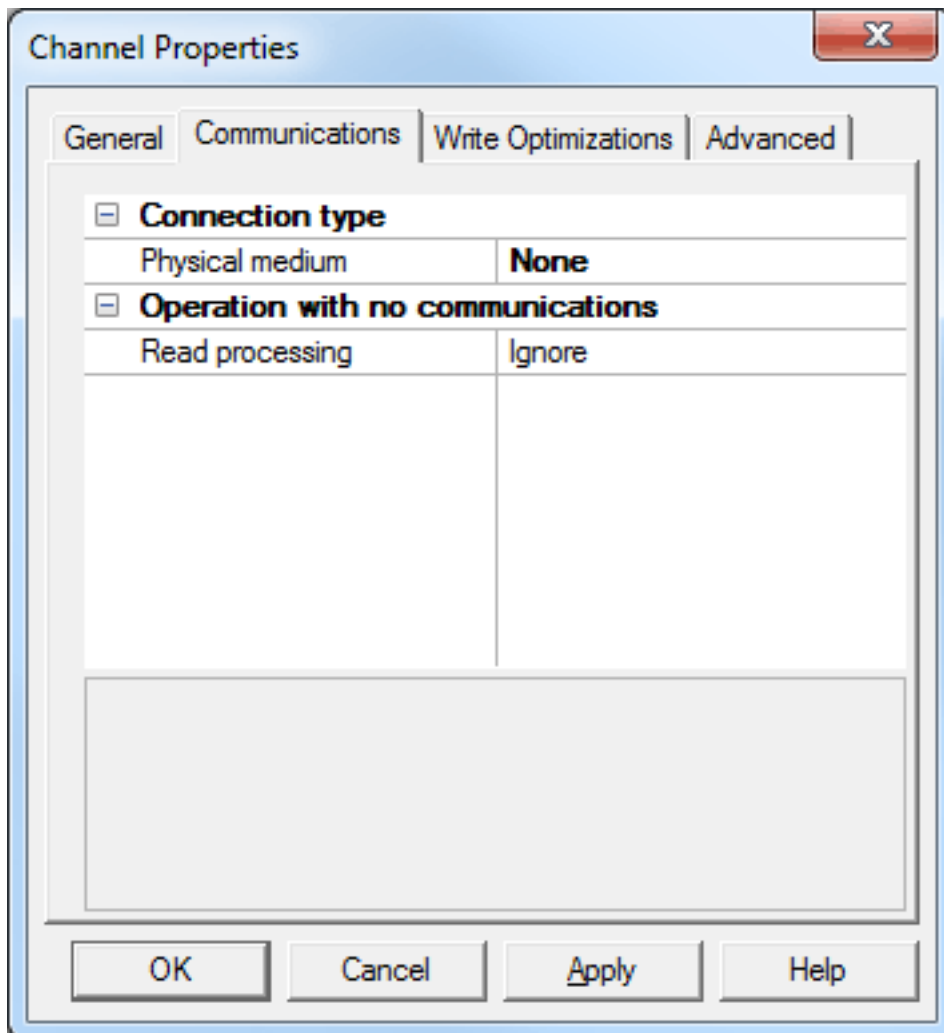 Channel Properties
General Communications Write Optimizations Advanced
Connection type
Physical medium None
Operation with no communications
Read processing Ignore
OK Cancel Apply Help